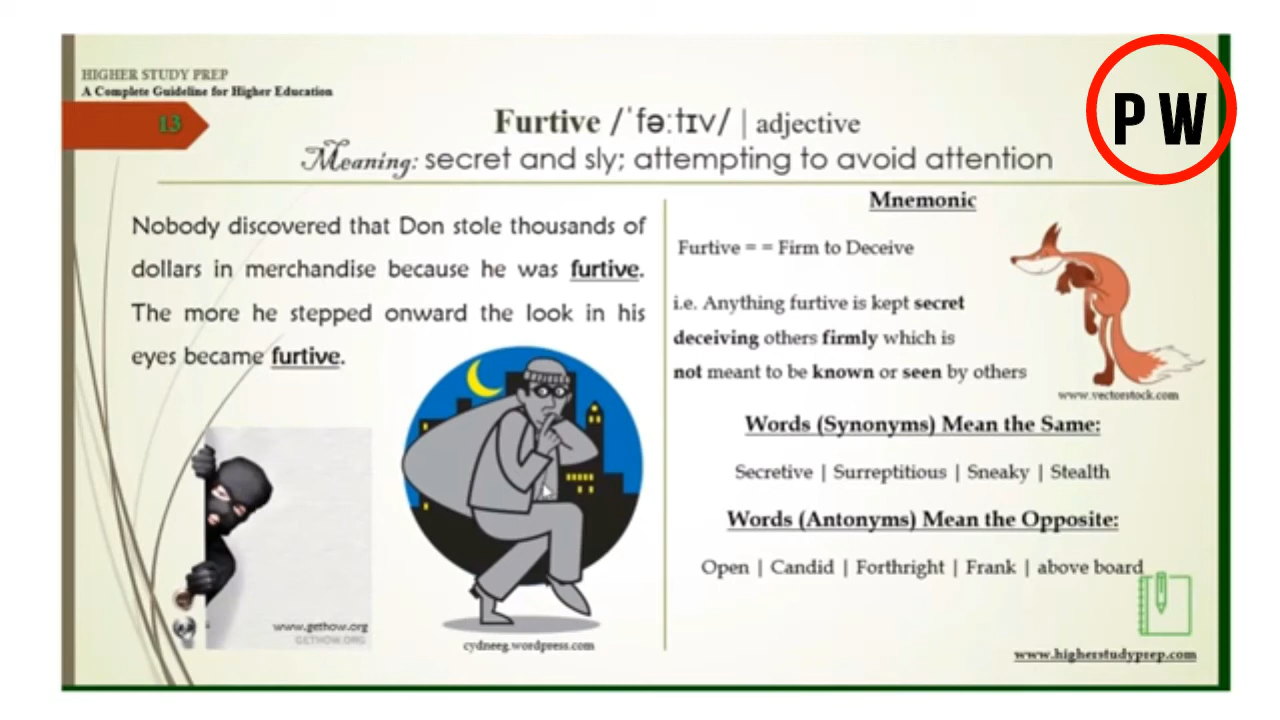 HIGHER STUDY PREP
A Complete Guideline for Higher Education
13
PW
Furtive /ˈfəːtɪv/ | adjective
Meaning: secret and sly; attempting to avoid attention
Nobody discovered that Don stole thousands of
dollars in merchandise because he was furtive.
The more he stepped onward the look in his
eyes became furtive.
www.gethow.org
GETHOW.ORG
cydneeg.wordpress.com
Mnemonic
Furtive = = Firm to Deceive
i.e. Anything furtive is kept secret
deceiving others firmly which is
not meant to be known or seen by others
www.vectorstock.com
Words (Synonyms) Mean the Same:
Secretive | Surreptitious | Sneaky | Stealth
Words (Antonyms) Mean the Opposite:
Open | Candid | Forthright | Frank | above board
www.higherstudyprep.com